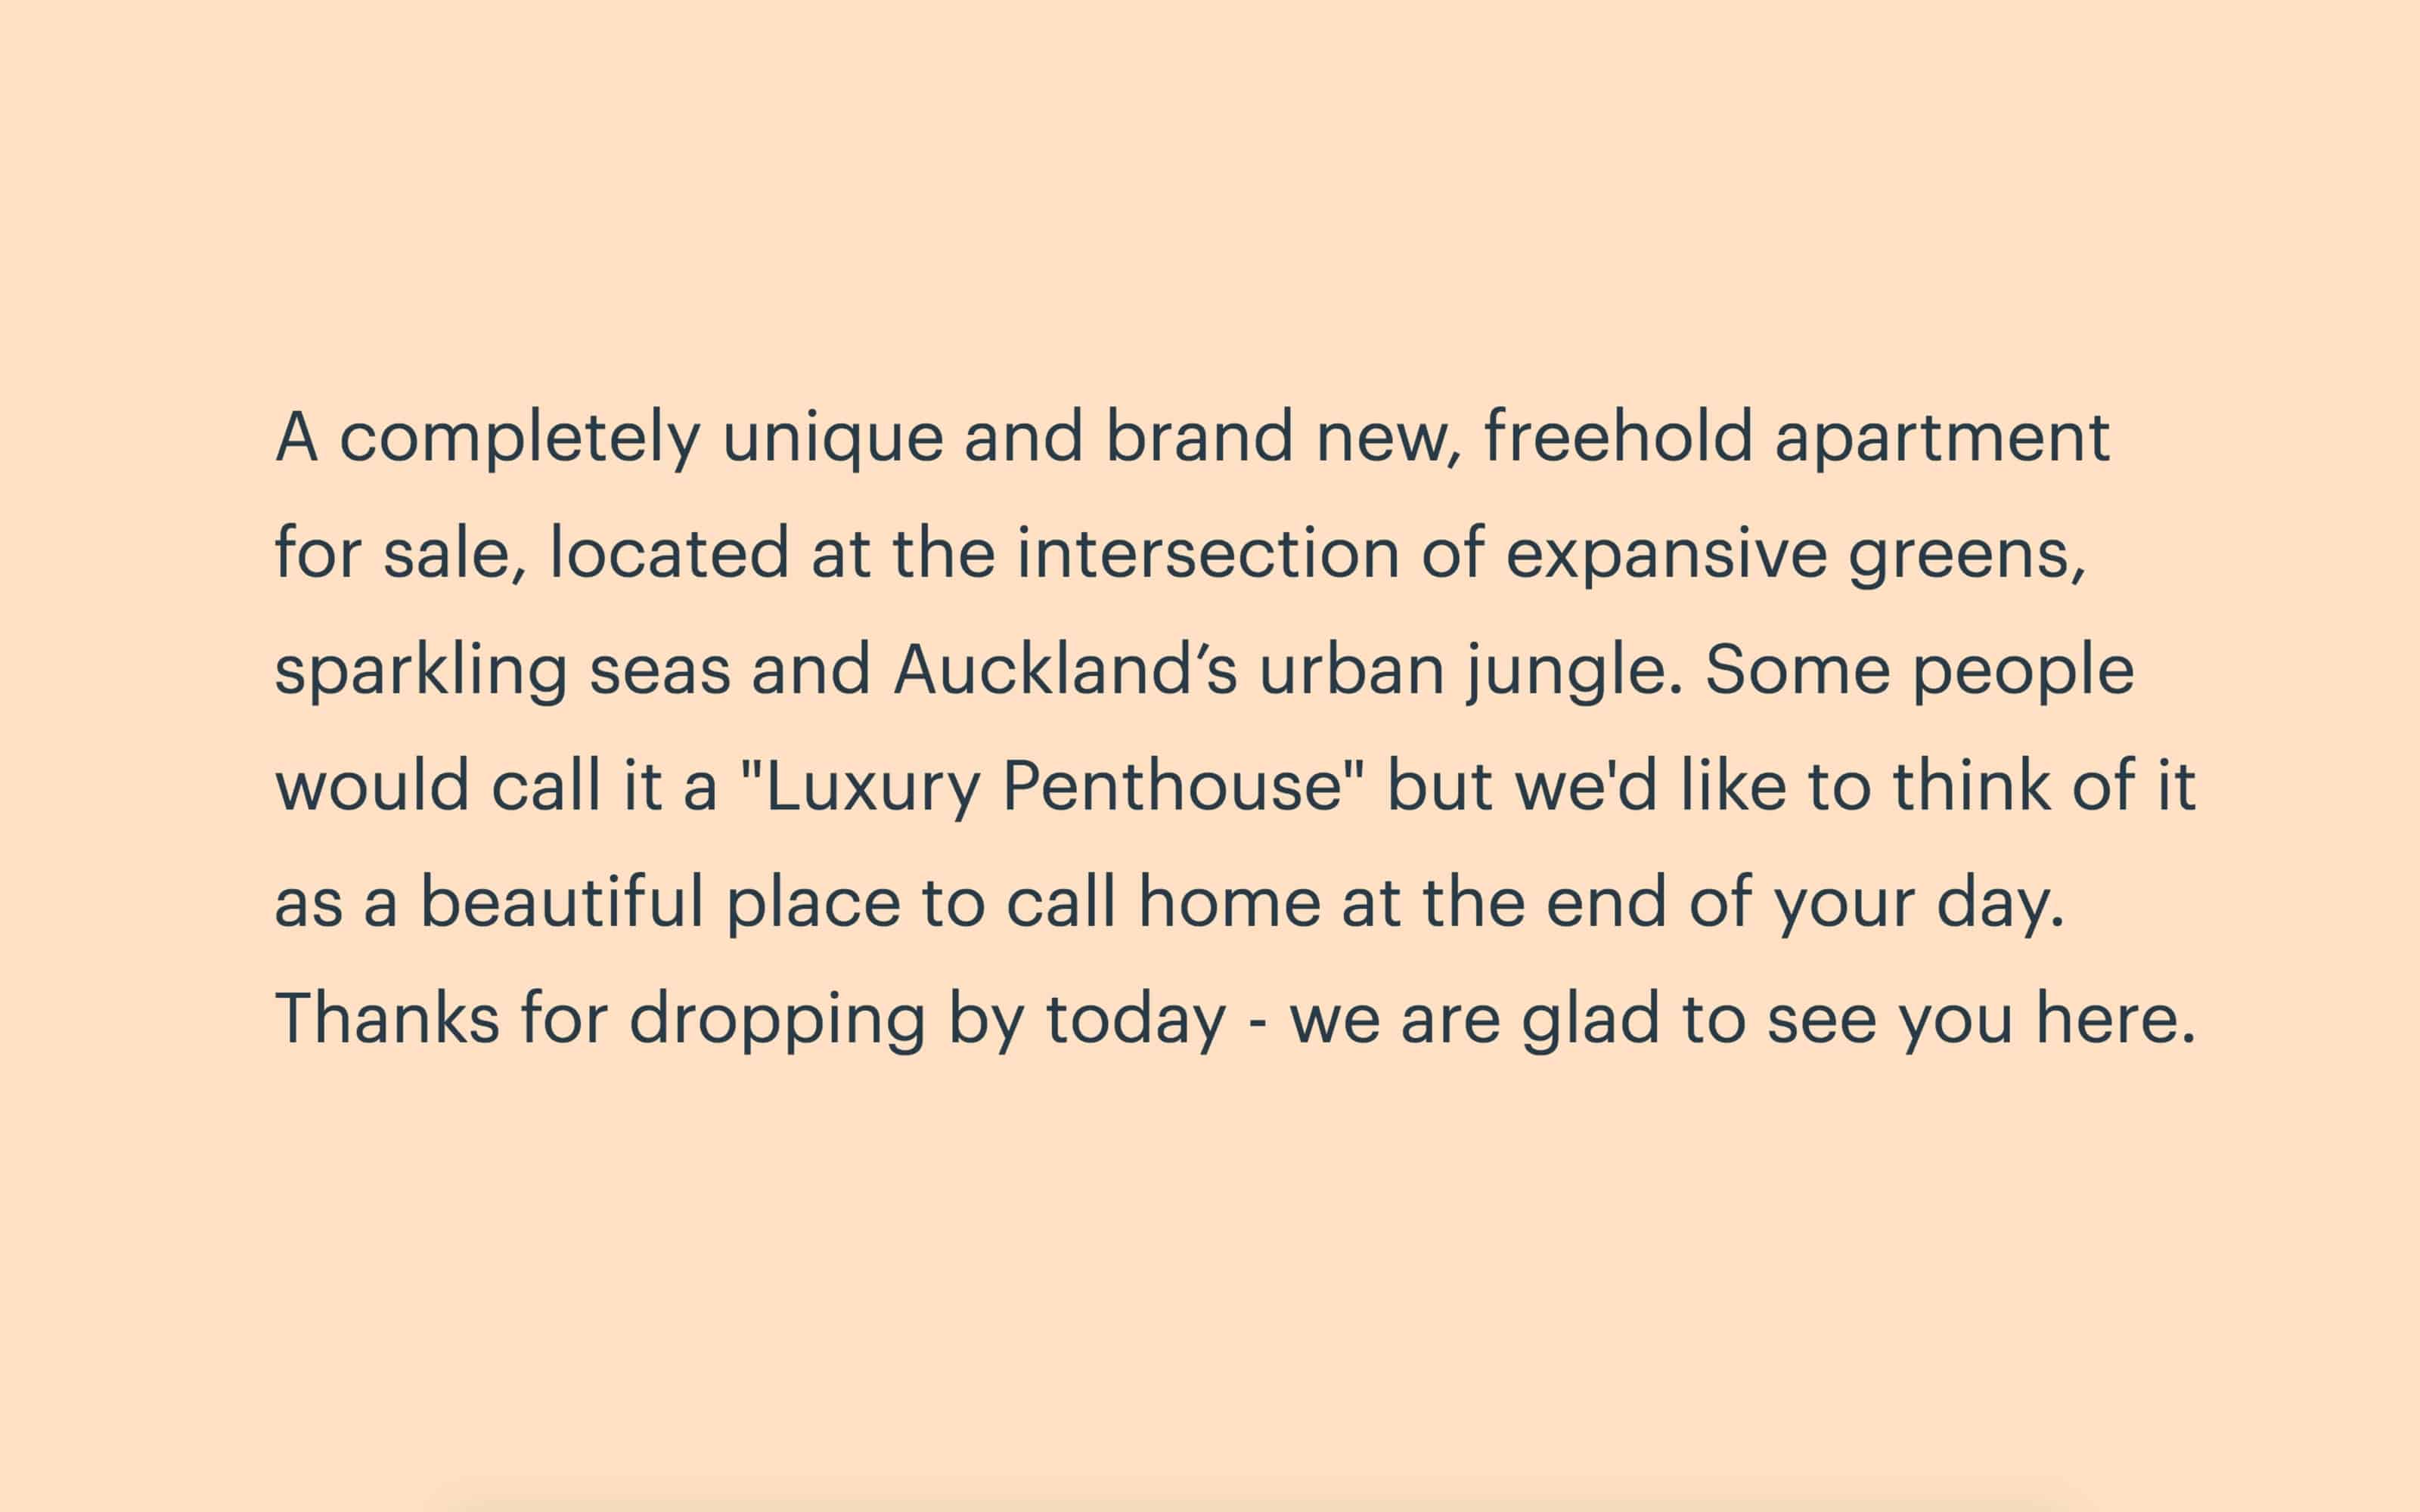 A completely unique and brand new, freehold apartment
for sale, located at the intersection of expansive greens,
sparkling seas and Auckland’s urban jungle. Some people
would call it a "Luxury Penthouse" but we'd like to think of it
as a beautiful place to call home at the end of your day.
Thanks for dropping by today - we are glad to see you here.